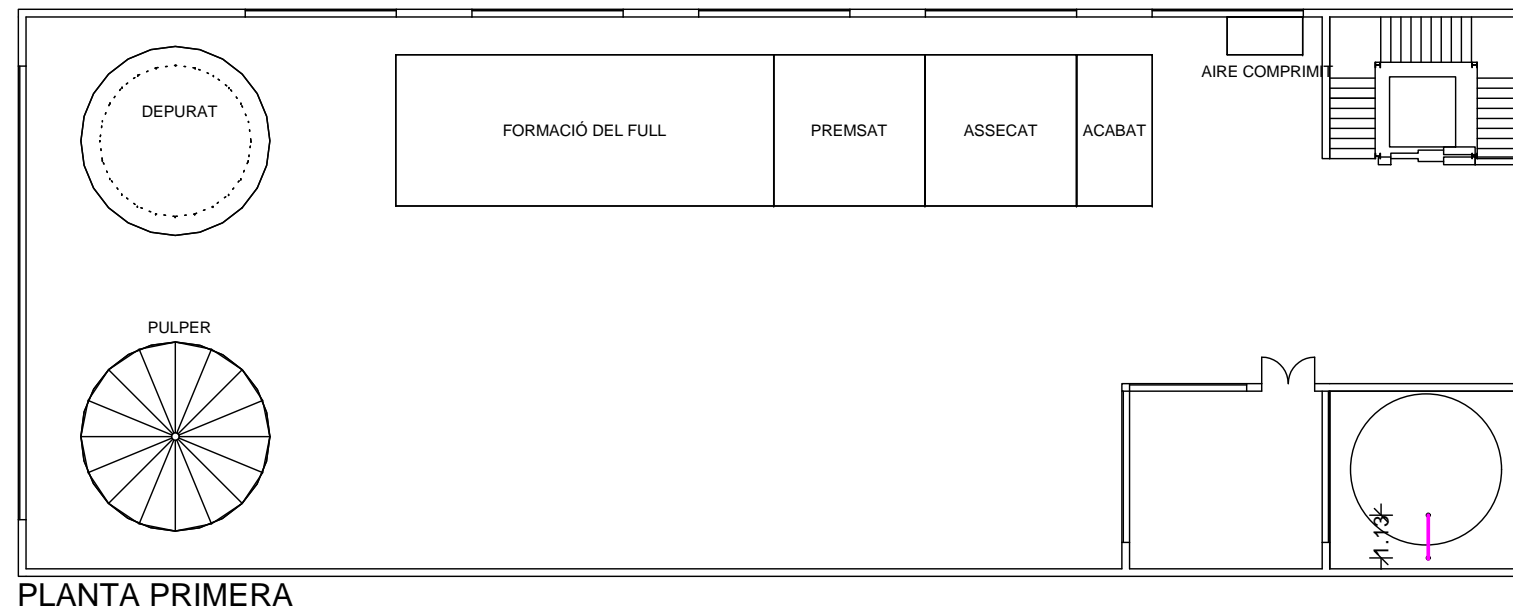 AIRE COMPRIMIT
DEPURAT
FORMACIÓ DEL FULL
PREMSAT
ASSECAT
ACABAT
PULPER
1.13
PLANTA PRIMERA